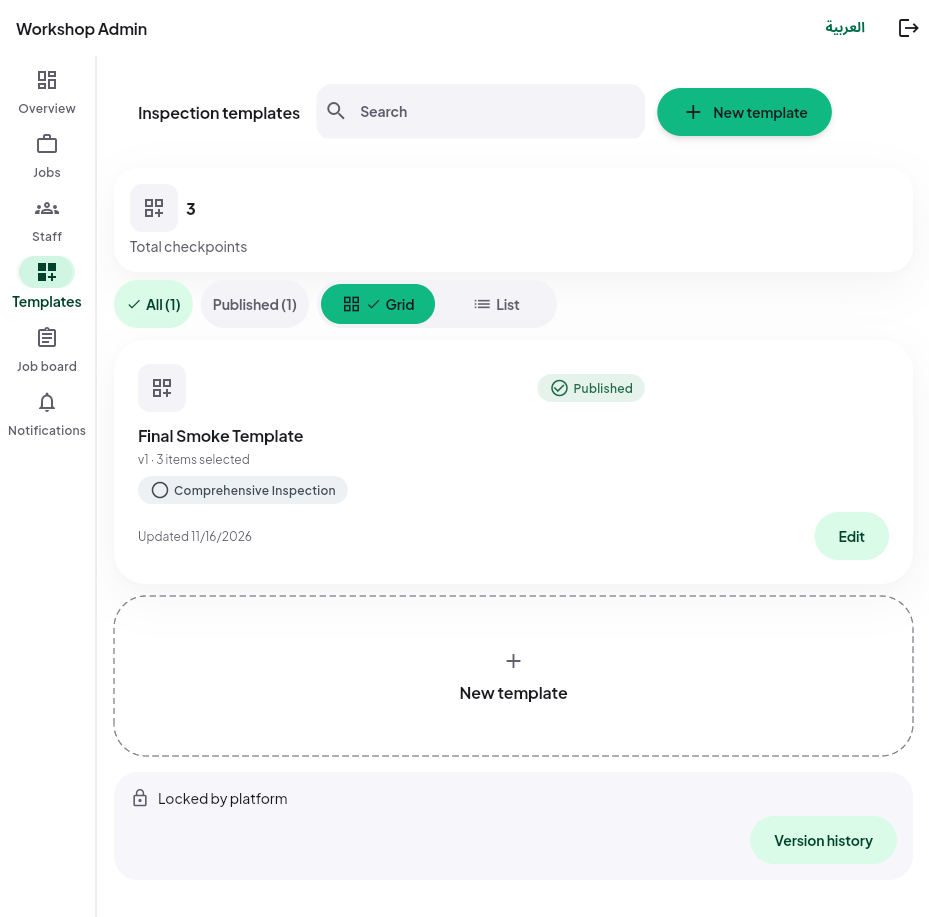 Workshop Admin
العربية
Overview
Jobs
Staff
Templates
Job board
Notifications
Inspection templates
Search
New template
3
Total checkpoints
All (1)
Published (1)
Grid
List
Published
Final Smoke Template
v1 · 3 items selected
Comprehensive Inspection
Updated 11/16/2026
Edit
New template
Locked by platform
Version history